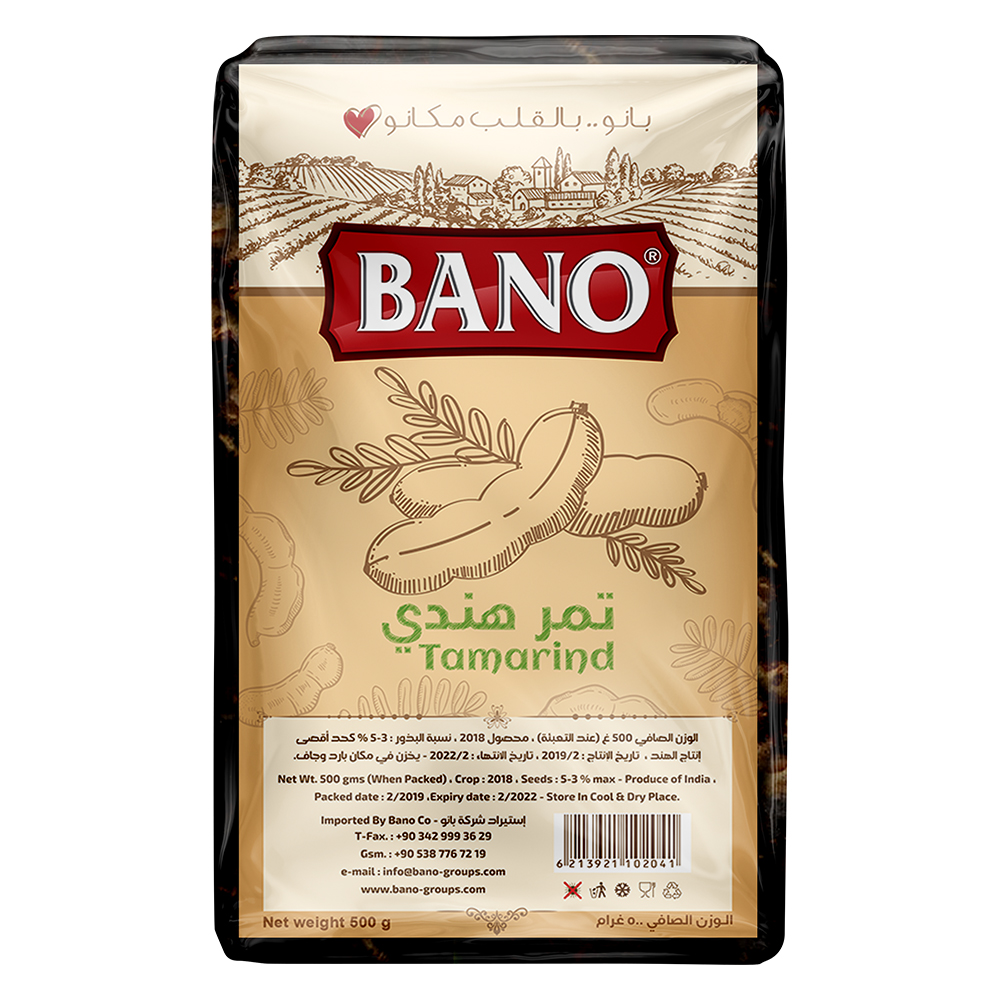 بانو.. بالقلب مكانو
BANO®
تمر هندي
Tamarind
الوزن الصافي 500 غ (عند التعبئة) ، محصول 2018 ، نسبة البذور : 3-5 % كحد أقصى
إنتاج الهند ، تاريخ الانتاج : 2019/2 ، تاريخ الانتهاء : 2022/2 - يخزن في مكان بارد وجاف.
Net Wt. 500 gms (When Packed) ، Crop : 2018 ، Seeds : 5-3 % max - Produce of India ،
Packed date : 2/2019 ،Expiry date : 2/2022 - Store In Cool & Dry Place.
Imported By Bano Co - إستيراد شركة بانو
T-Fax. : +90 342 999 36 29
Gsm. : +90 538 776 72 19
e-mail : info@bano-groups.com
www.bano-groups.com
6 213921 102041
Net weight 500 g
الوزن الصافي ٥٠٠ غرام